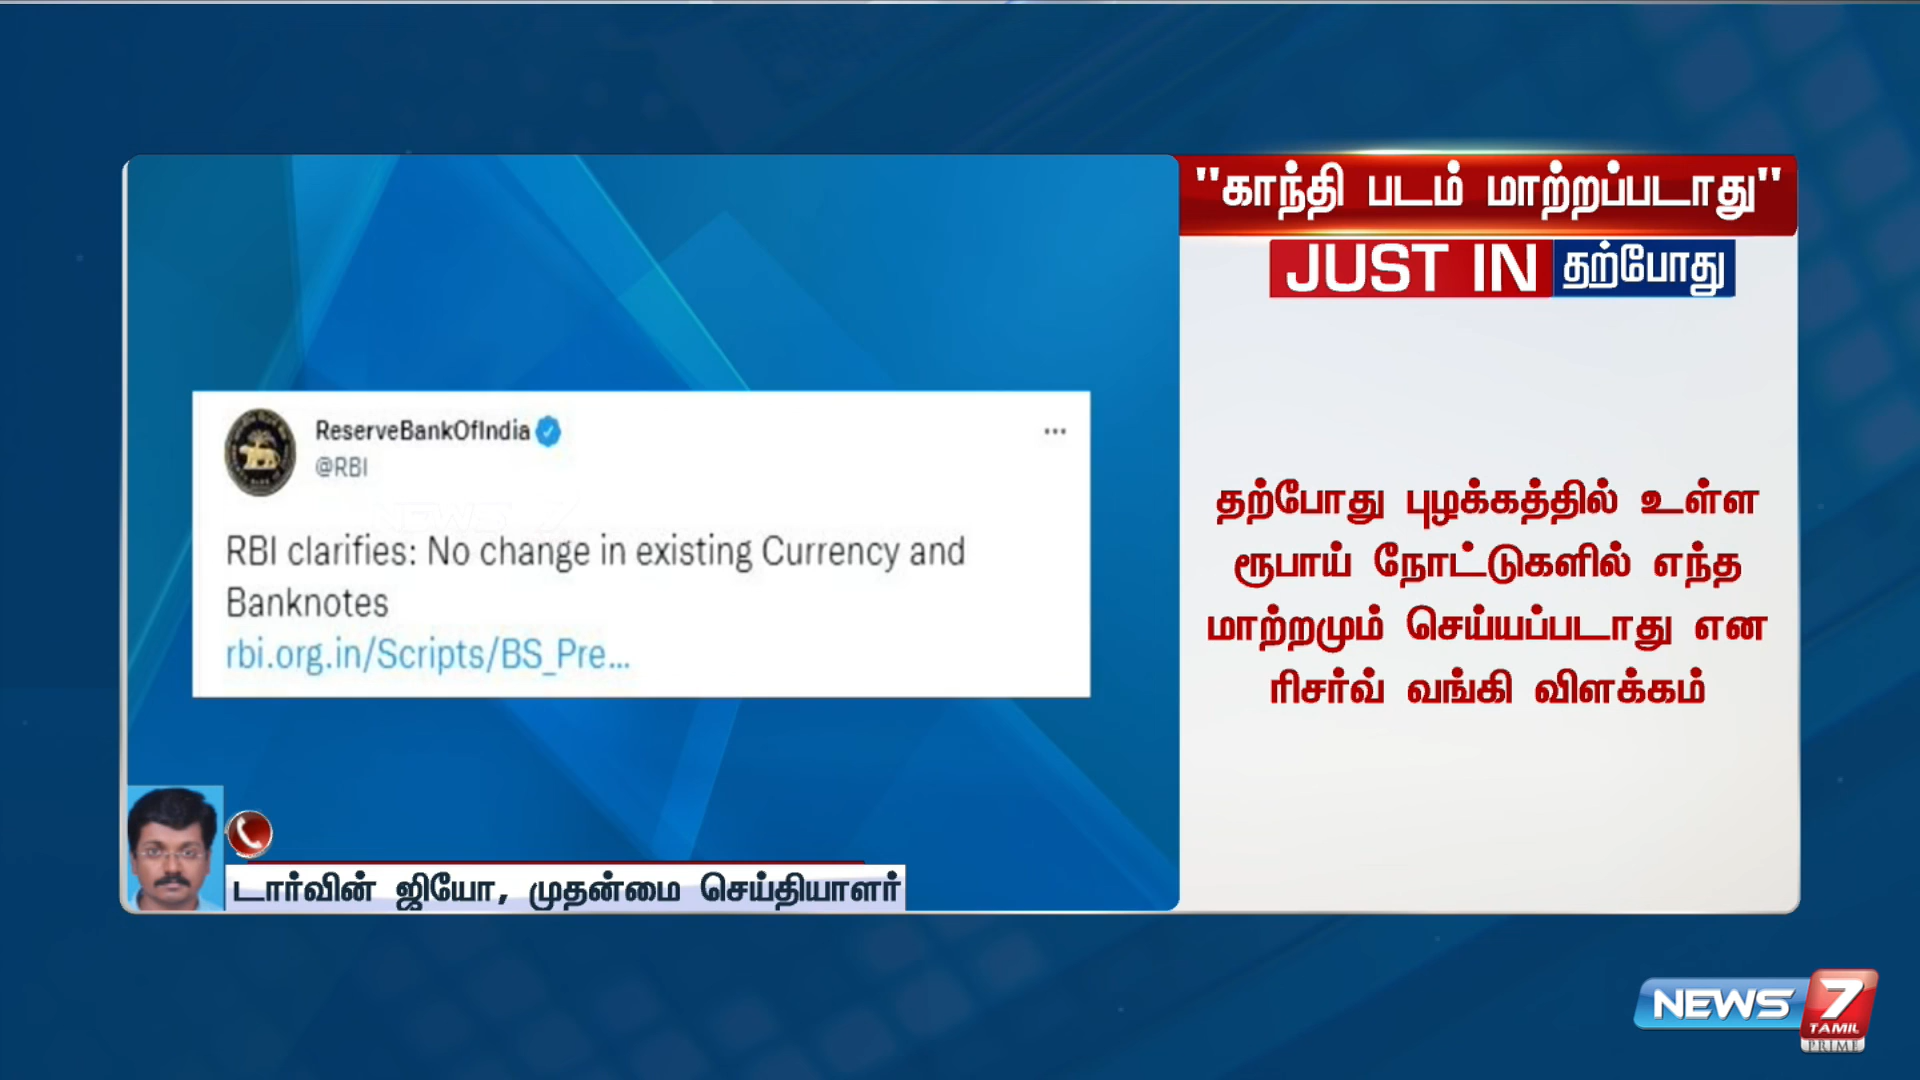 "காந்தி படம் மாற்றப்படாது"
JUST IN தற்போது
ReserveBankOfIndia
@RBI
RBI clarifies: No change in existing Currency and
Banknotes
rbi.org.in/Scripts/BS_Pre...
தற்போது புழக்கத்தில் உள்ள
ரூபாய் நோட்டுகளில் எந்த
மாற்றமும் செய்யப்படாது என
ரிசர்வ் வங்கி விளக்கம்
டார்வின் ஜியோ, முதன்மை செய்தியாளர்
NEWS 7
TAMIL
PRIME